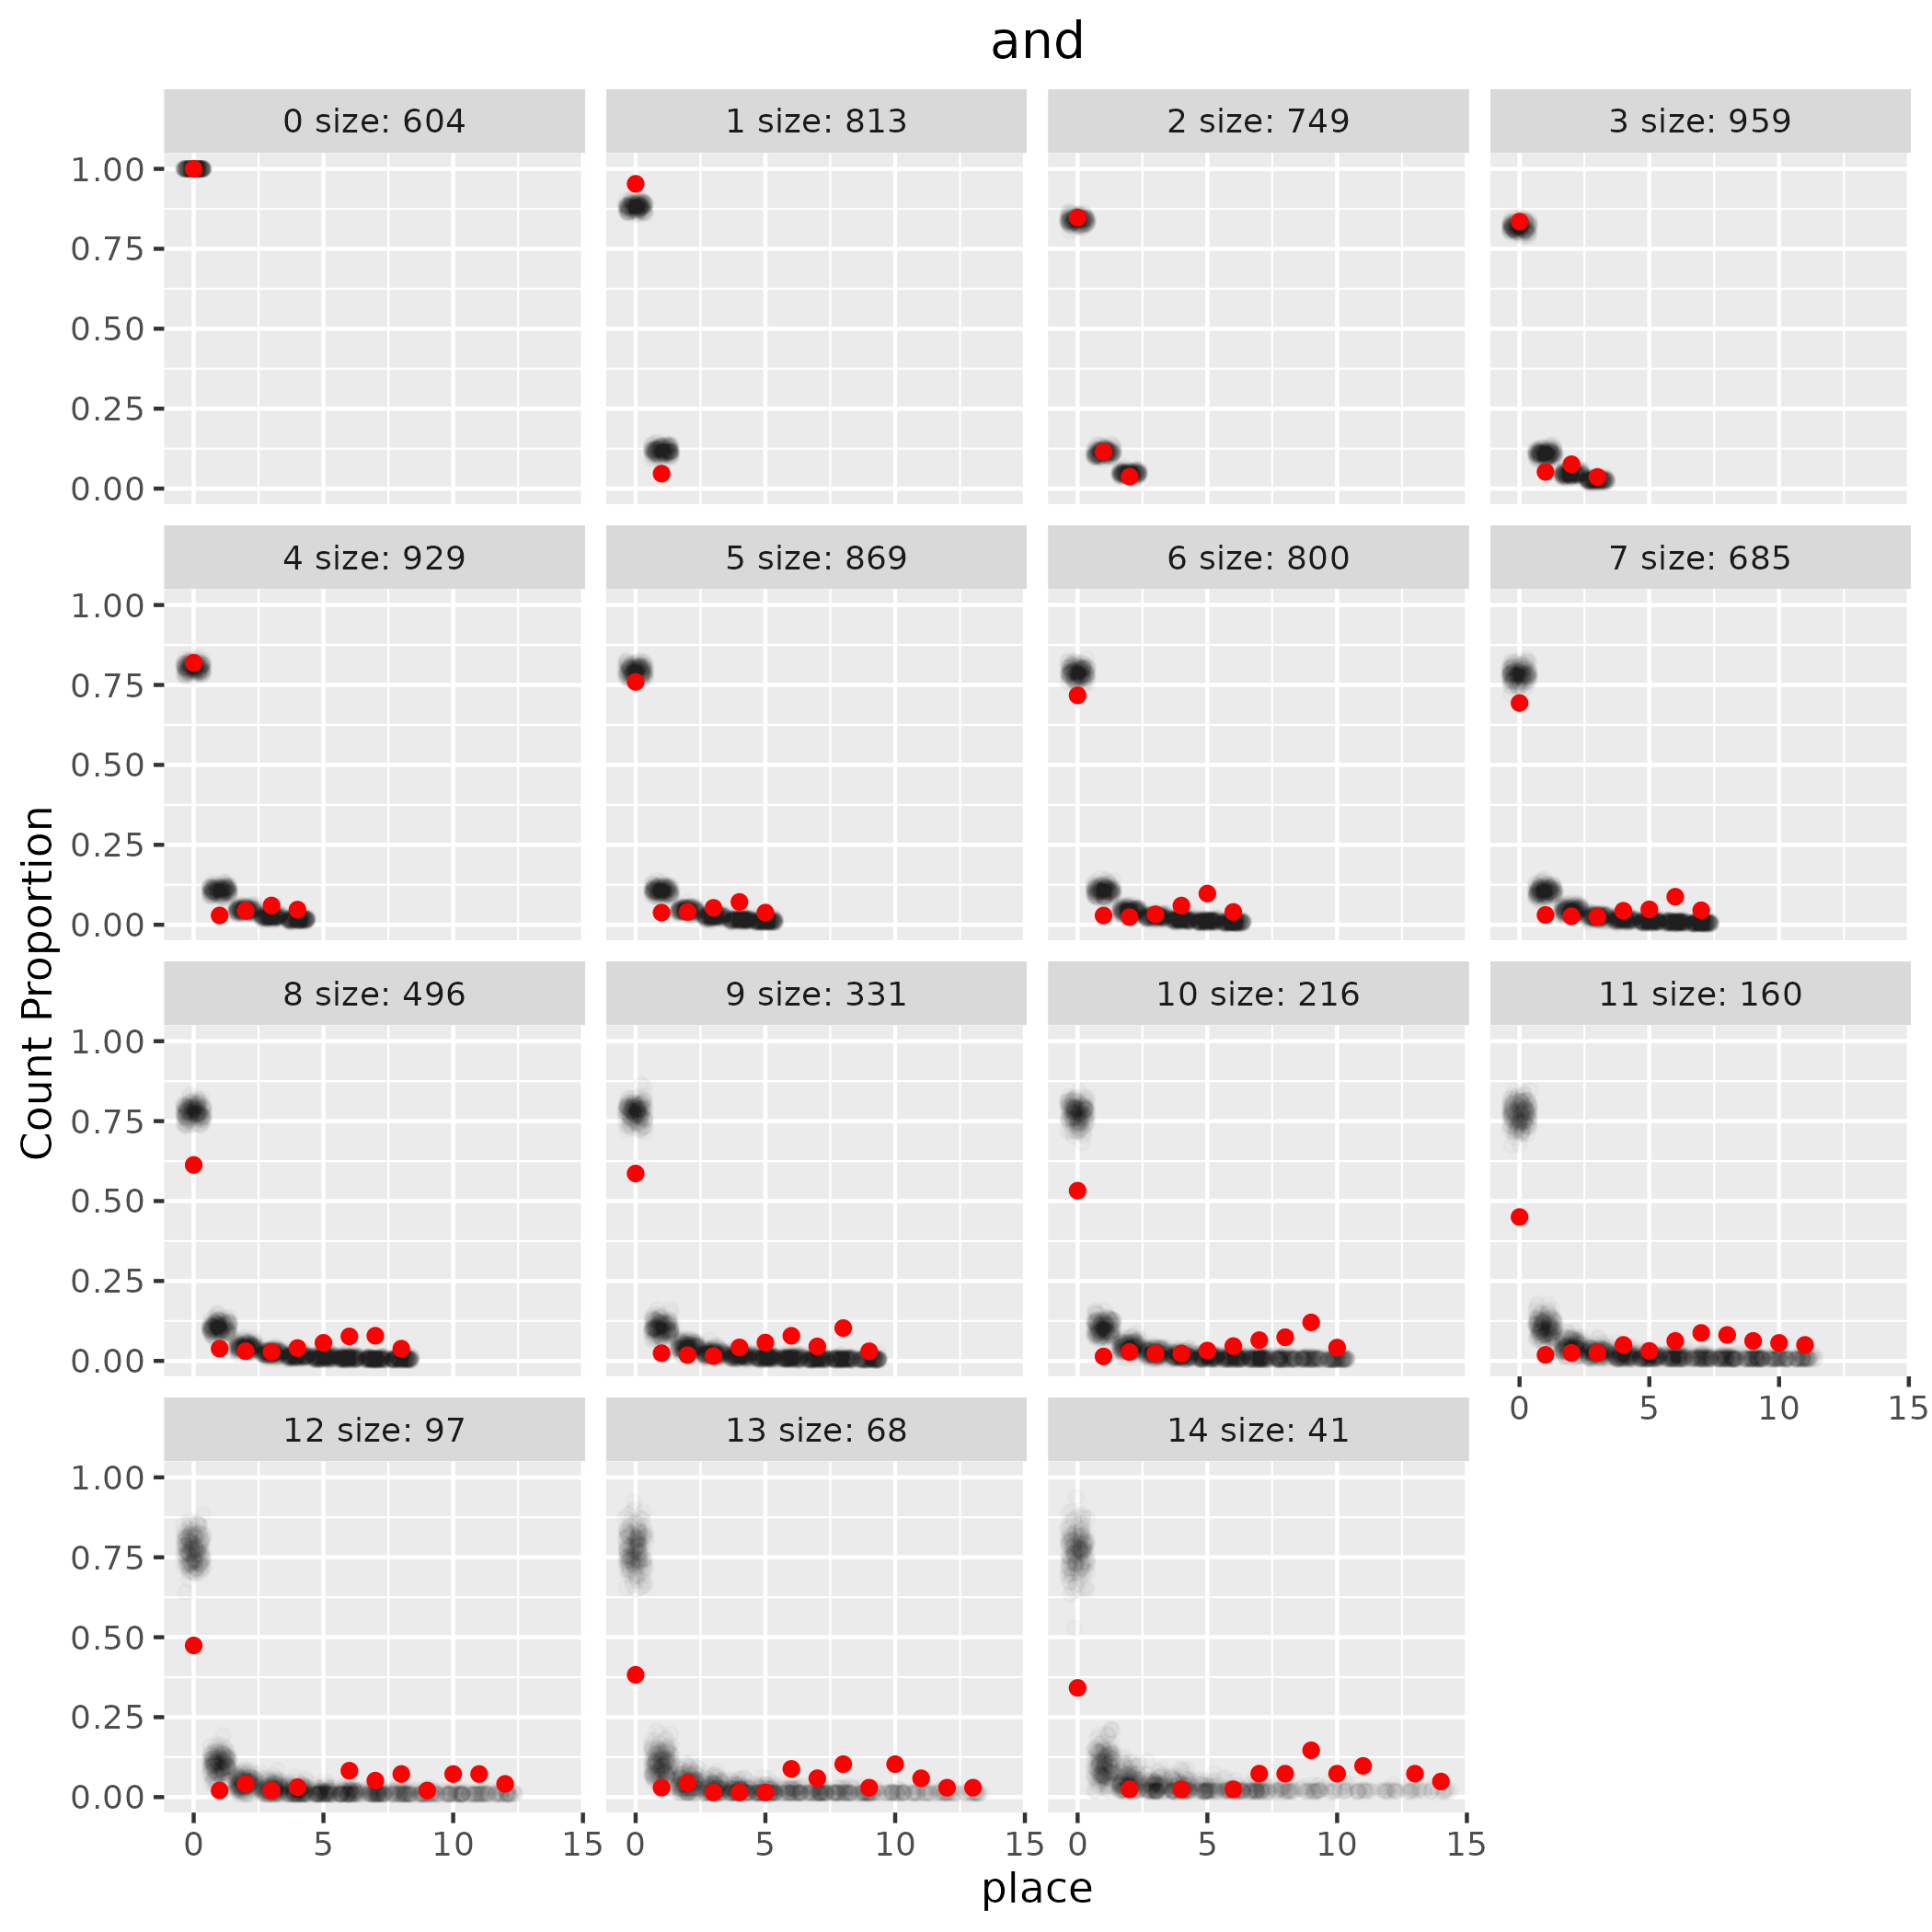 and
0 size: 604
1 size: 813
2 size: 749
3 size: 959
1.00
0.75
0.50
0.25
0.00
4 size: 929
5 size: 869
6 size: 800
7 size: 685
1.00
0.75
0.50
0.25
0.00
Count Proportion
8 size: 496
9 size: 331
10 size: 216
11 size: 160
1.00
0.75
0.50
0.25
0.00
0 5 10 15
12 size: 97
13 size: 68
14 size: 41
1.00
0.75
0.50
0.25
0.00
0 5 10 15
0 5 10 15
0 5 10 15
place